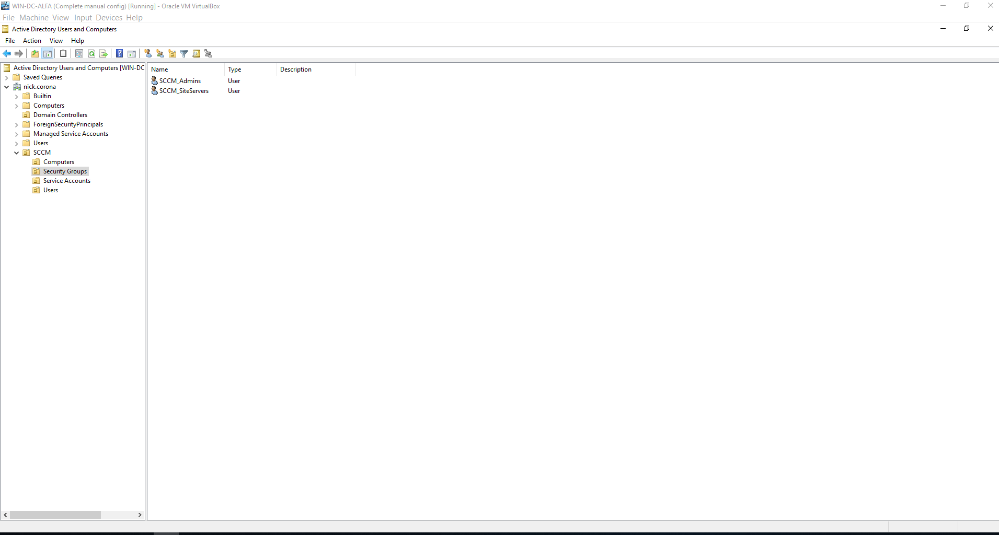 WIN-DC-ALFA (Complete manual config) [Running] - Oracle VM VirtualBox
File Machine View Input Devices Help
Active Directory Users and Computers
File Action View Help
Active Directory Users and Computers [WIN-DC
Saved Queries
nick.corona
Builtin
Computers
Domain Controllers
ForeignSecurityPrincipals
Managed Service Accounts
Users
SCCM
Computers
Security Groups
Service Accounts
Users
Name Type Description
SCCM_Admins User
SCCM_SiteServers User